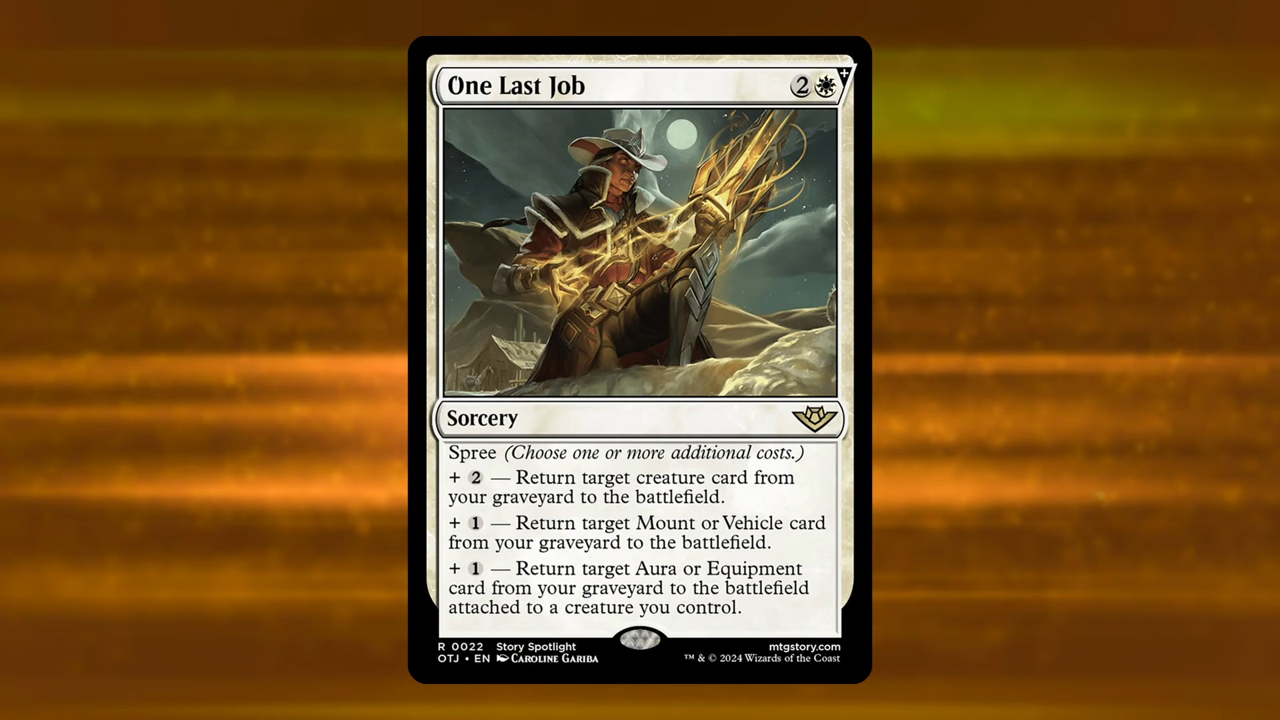 One Last Job 2
Sorcery
Spree (Choose one or more additional costs.)
+ 2 — Return target creature card from
your graveyard to the battlefield.
+ 1 — Return target Mount or Vehicle card
from your graveyard to the battlefield.
+ 1 — Return target Aura or Equipment
card from your graveyard to the battlefield
attached to a creature you control.
R 0022 Story Spotlight mtgstory.com
OTJ • EN CAROLINE GARIBA ™ & © 2024 Wizards of the Coast